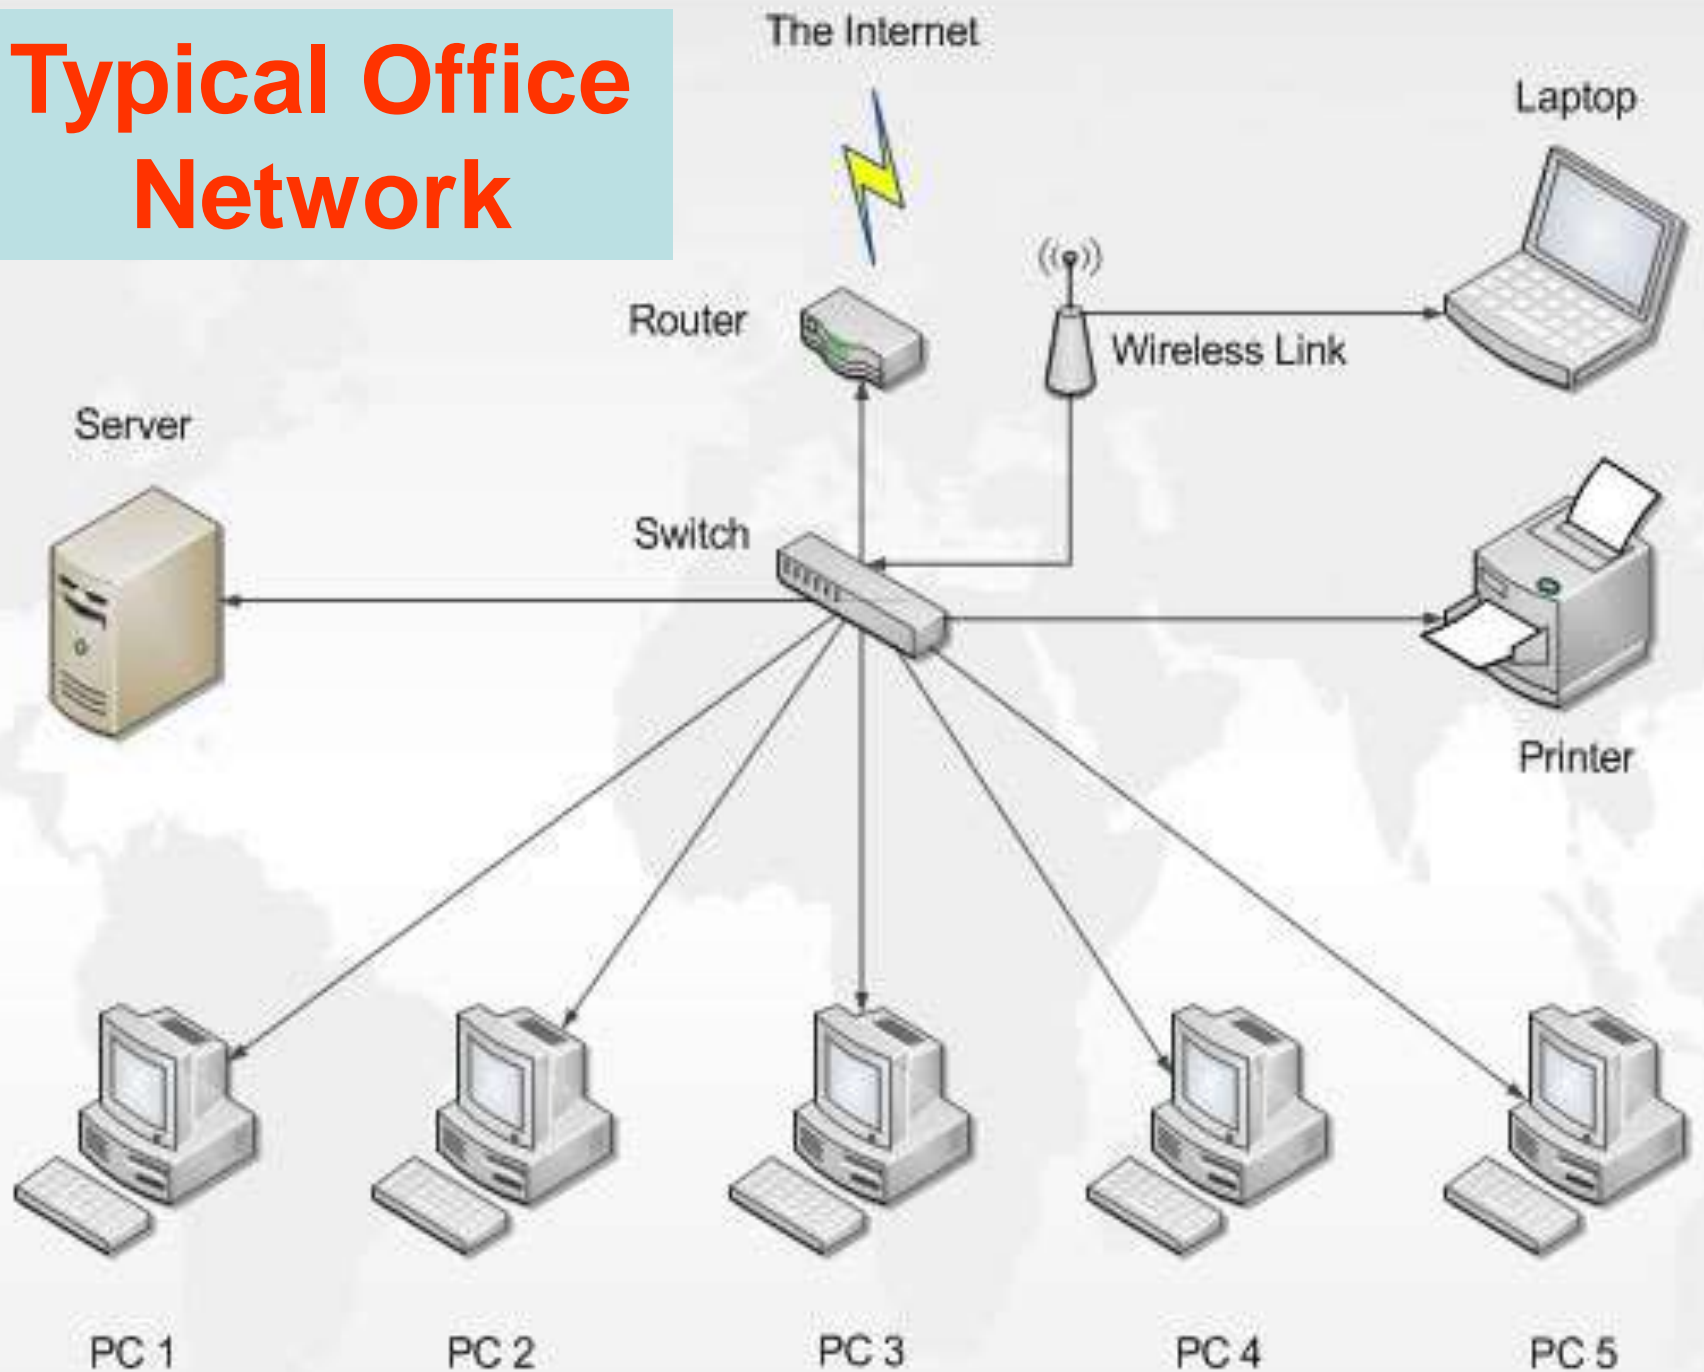 Typical Office
Network
The Internet
Laptop
Router
Wireless Link
Server
Switch
Printer
PC 1
PC 2
PC 3
PC 4
PC 5